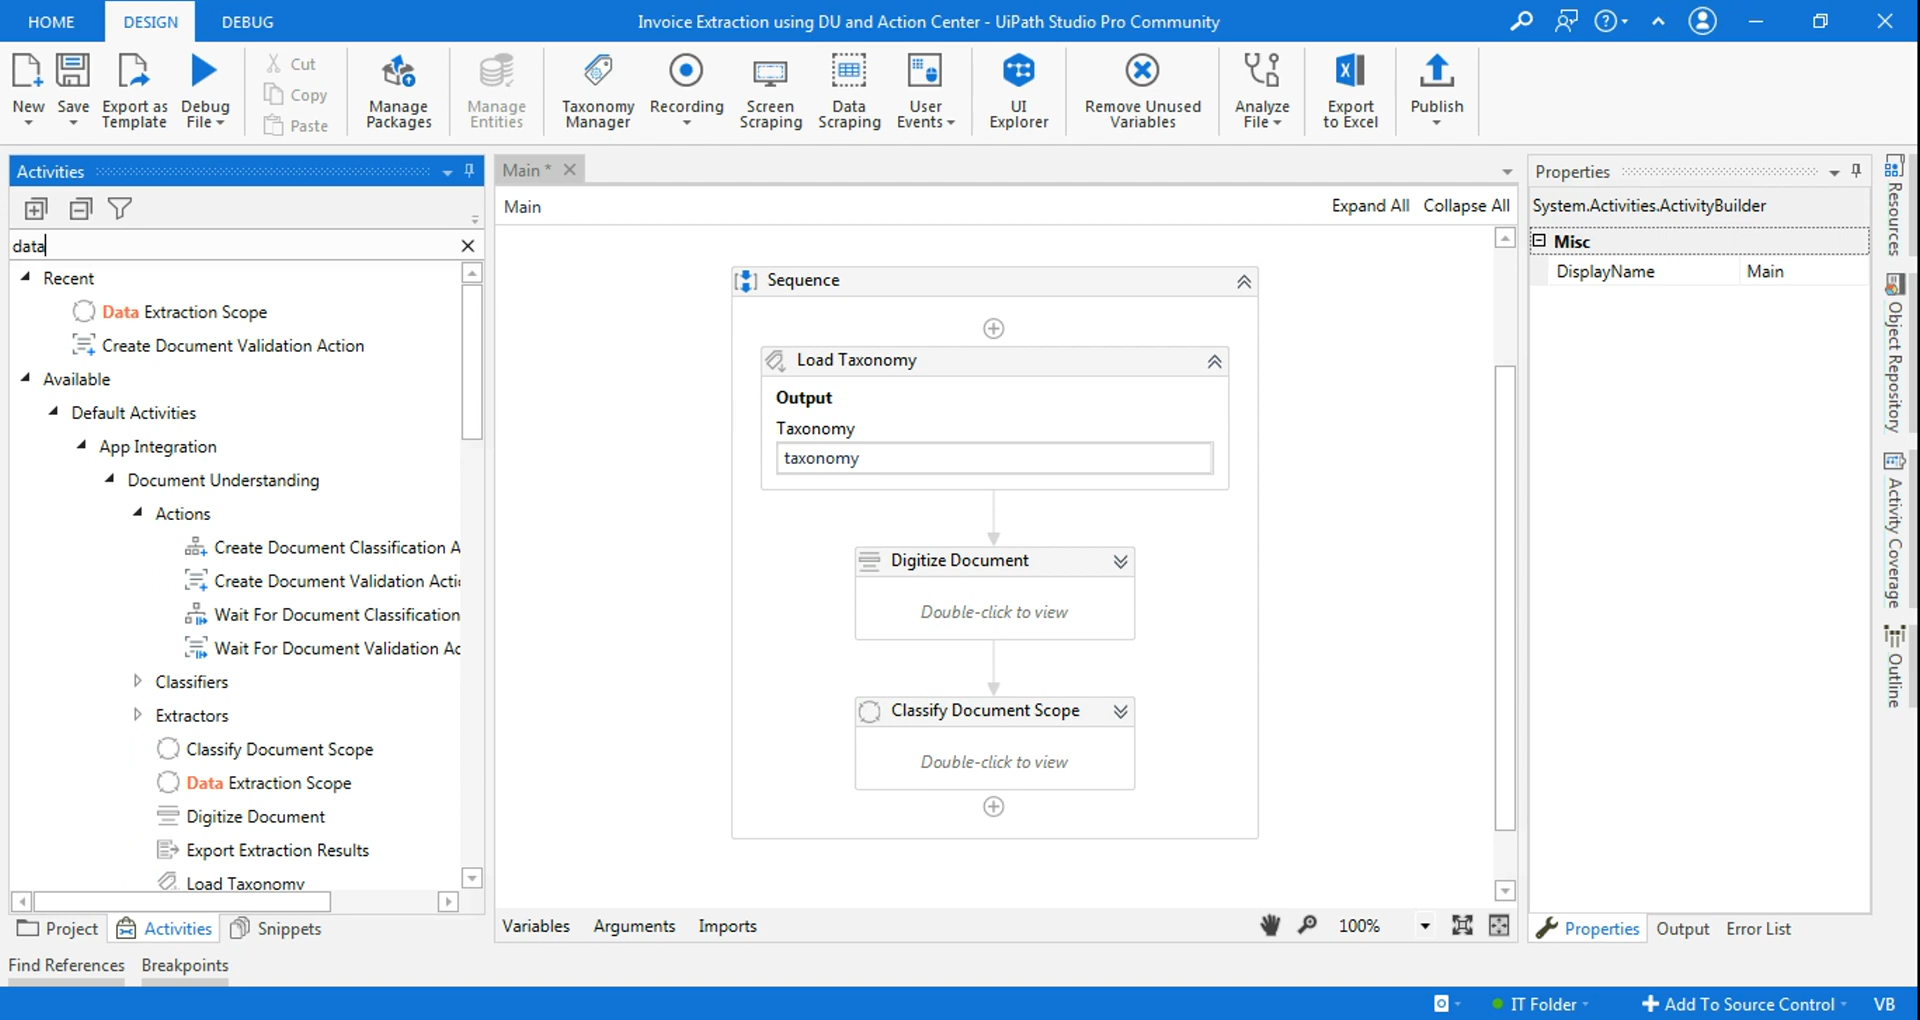 HOME DESIGN DEBUG Invoice Extraction using DU and Action Center - UiPath Studio Pro Community
New Save Export as Template Debug File Cut Copy Paste Manage Packages Manage Entities Taxonomy Manager Recording Screen Scraping Data Scraping User Events UI Explorer Remove Unused Variables Analyze File Export to Excel Publish
Activities
data
Recent
Data Extraction Scope
Create Document Validation Action
Available
Default Activities
App Integration
Document Understanding
Actions
Create Document Classification A
Create Document Validation Acti
Wait For Document Classification
Wait For Document Validation Ac
Classifiers
Extractors
Classify Document Scope
Data Extraction Scope
Digitize Document
Export Extraction Results
Load Taxonomy
Project Activities Snippets
Find References Breakpoints
Main *
Main Expand All Collapse All
Sequence
Load Taxonomy
Output
Taxonomy
taxonomy
Digitize Document
Double-click to view
Classify Document Scope
Double-click to view
Variables Arguments Imports 100%
Properties
System.Activities.ActivityBuilder
Misc
DisplayName Main
Properties Output Error List
Resources
Object Repository
Activity Coverage
Outline
IT Folder Add To Source Control VB